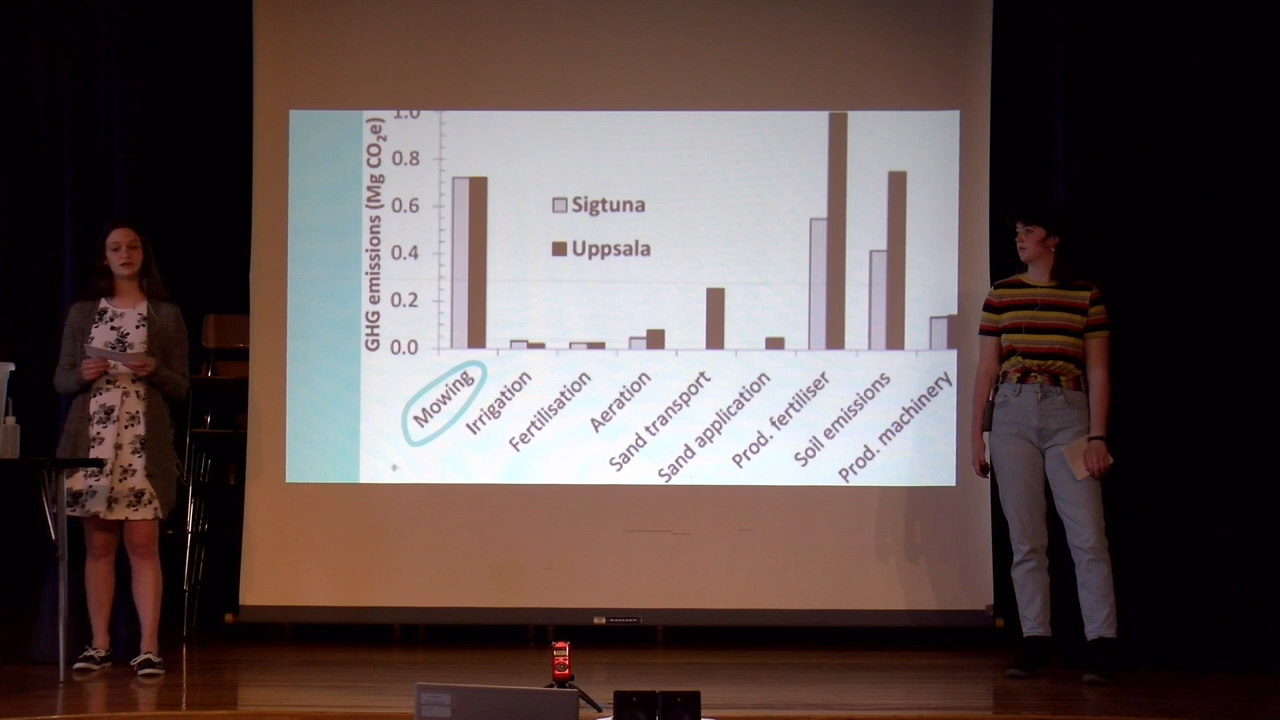 GHG emissions (Mg CO₂e)
1.0
0.8
0.6
0.4
0.2
0.0
Sigtuna
Uppsala
Mowing
Irrigation
Fertilisation
Aeration
Sand transport
Sand application
Prod. fertiliser
Soil emissions
Prod. machinery